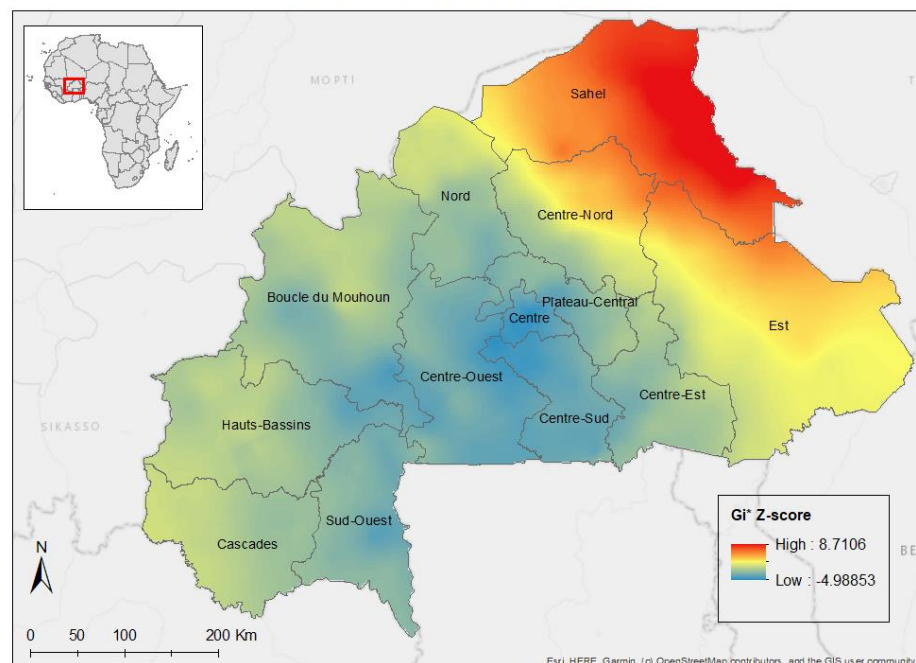 MOPTI
Sahel
Nord
Centre-Nord
Boucle du Mouhoun
Plateau-Central
Centre
Est
Centre-Ouest
Centre-Est
Centre-Sud
Hauts-Bassins
SIKASSO
Sud-Ouest
Cascades
Gi* Z-score
High : 8.7106
Low : -4.98853
N
0 50 100 200 Km
Esri, HERE, Garmin, (c) OpenStreetMap contributors, and the GIS user community